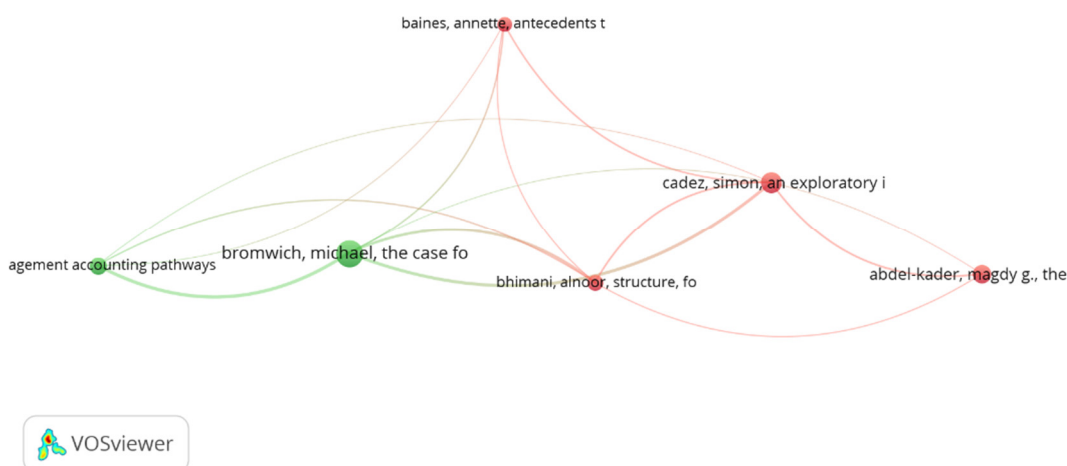 baines, annette, antecedents t
cadez, simon, an exploratory i
bromwich, michael, the case fo
agement accounting pathways
abdel-kader, magdy g., the
bhimani, alnoor, structure, fo
VOSviewer